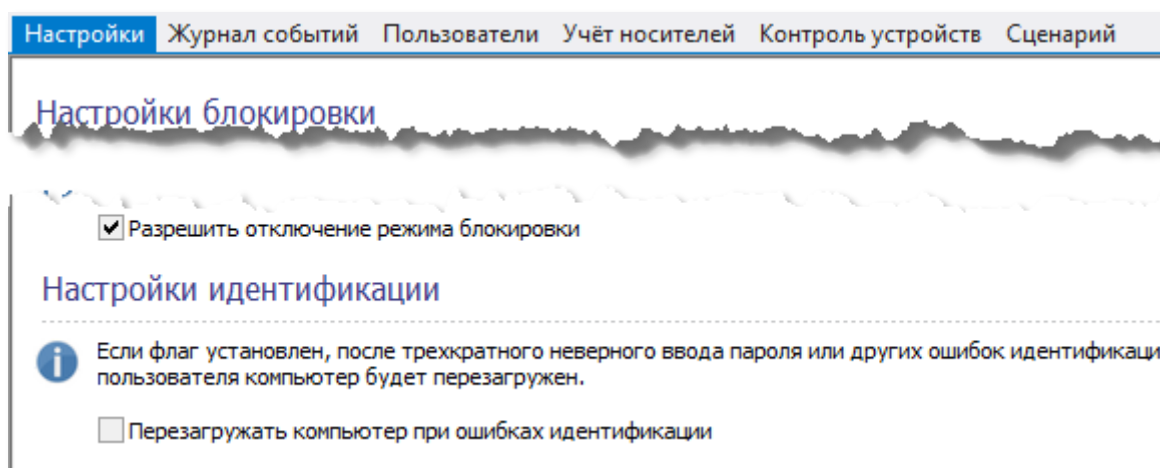 Настройки Журнал событий Пользователи Учёт носителей Контроль устройств Сценарий
Настройки блокировки
Разрешить отключение режима блокировки
Настройки идентификации
Если флаг установлен, после трехкратного неверного ввода пароля или других ошибок идентификаци
пользователя компьютер будет перезагружен.
Перезагружать компьютер при ошибках идентификации